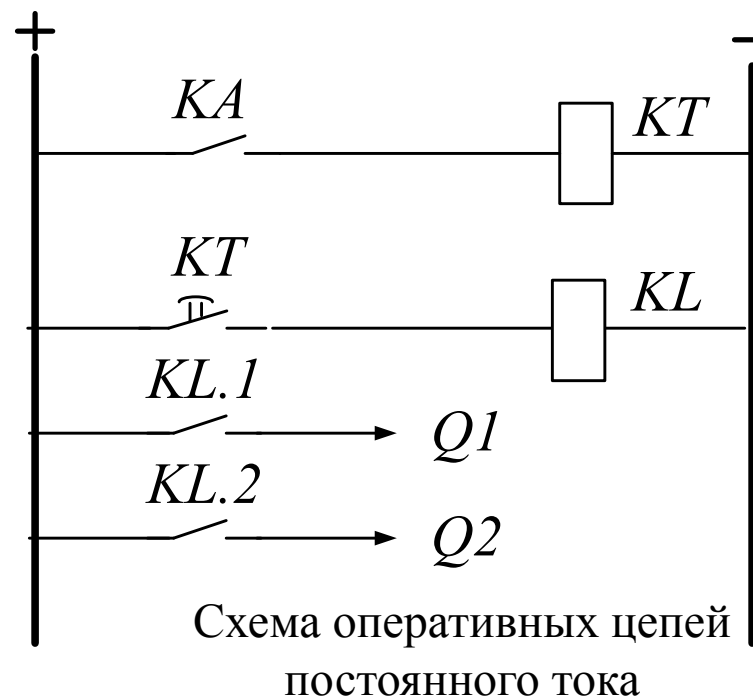 +
-
KA
KT
KT
KL
KL.1
Q1
KL.2
Q2
Схема оперативных цепей
постоянного тока